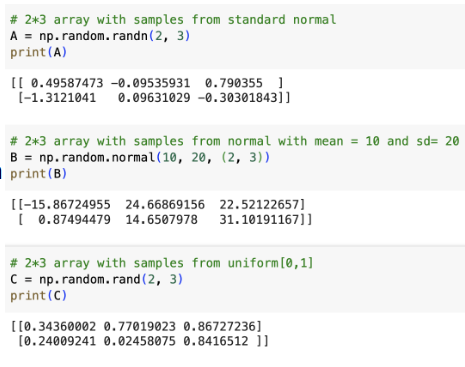 # 2*3 array with samples from standard normal
A = np.random.randn(2, 3)
print(A)
[[ 0.49587473 -0.09535931  0.790355  ]
 [-1.3121041   0.09631029 -0.30301843]]
# 2*3 array with samples from normal with mean = 10 and sd= 20
B = np.random.normal(10, 20, (2, 3))
print(B)
[[-15.86724955  24.66869156  22.52122657]
 [  0.87494479  14.6507978   31.10191167]]
# 2*3 array with samples from uniform[0,1]
C = np.random.rand(2, 3)
print(C)
[[0.34360002 0.77019023 0.86727236]
 [0.24009241 0.02458075 0.8416512 ]]